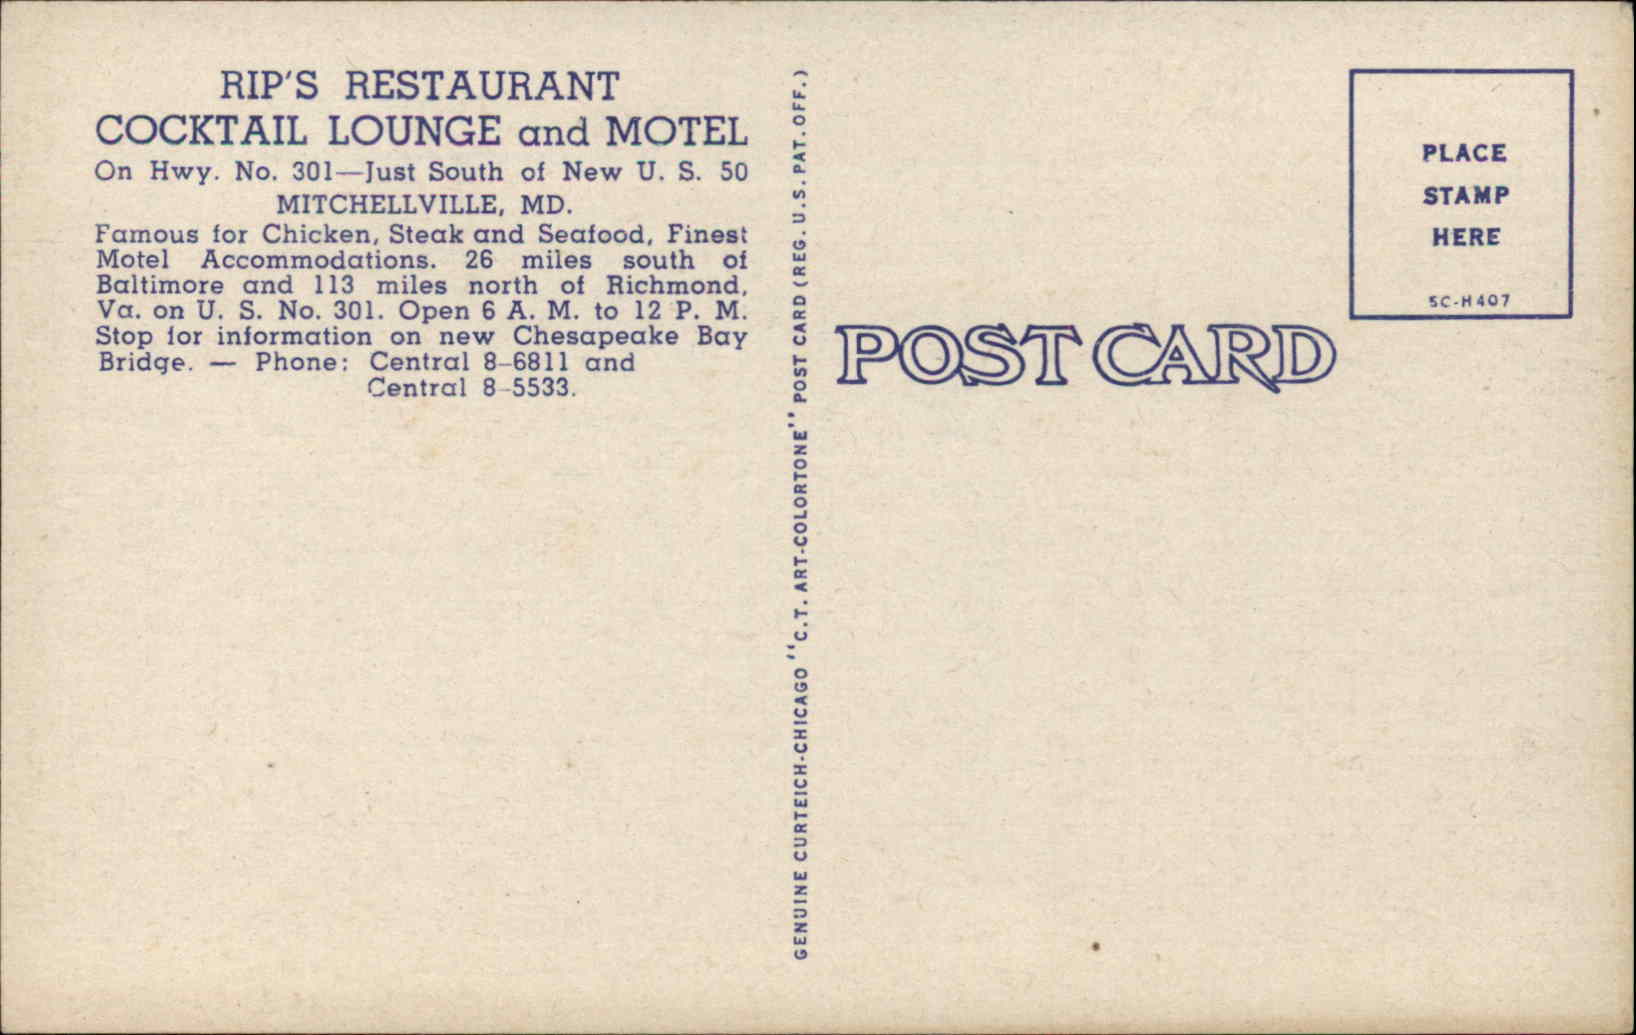 RIP'S RESTAURANT
COCKTAIL LOUNGE and MOTEL
On Hwy. No. 301—Just South of New U. S. 50
MITCHELLVILLE, MD.
Famous for Chicken, Steak and Seafood, Finest
Motel Accommodations. 26 miles south of
Baltimore and 113 miles north of Richmond,
Va. on U. S. No. 301. Open 6 A. M. to 12 P. M.
Stop for information on new Chesapeake Bay
Bridge. — Phone: Central 8-6811 and
Central 8-5533.
GENUINE CURTEICH-CHICAGO "C.T. ART-COLORTONE" POST CARD (REG. U.S. PAT. OFF.)
POST CARD
PLACE
STAMP
HERE
5C-H407